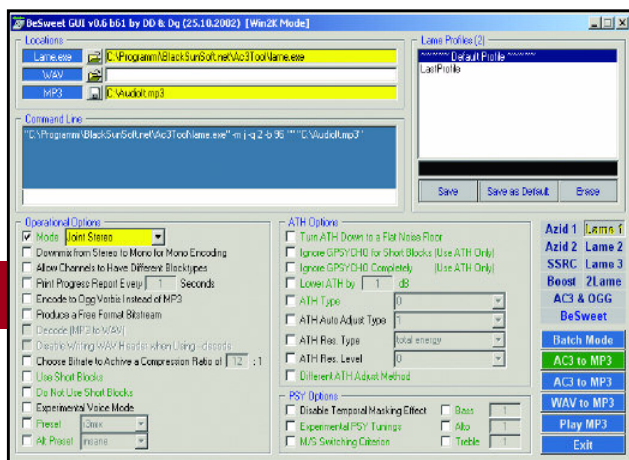 BeSweet GUI v0.6 b61 by DD & Dg (25.10.2002) [Win2K Mode]
Locations
Lame.exe C:\Programmi\BlackSunSoft.net\Ac3Tool\lame.exe
WAV
MP3 C:\AudioIt.mp3
Command Line
"C:\Programmi\BlackSunSoft.net\Ac3Tool\lame.exe" -m j -q 2 -b 96 "" "C:\AudioIt.mp3"
Lame Profiles (2)
Default Profile
LastProfile
Save Save as Default Erase
Operational Options
Mode Joint Stereo
Downmix from Stereo to Mono for Mono Encoding
Allow Channels to Have Different Blocktypes
Print Progress Report Every 1 Seconds
Encode to Ogg Vorbis Instead of MP3
Produce a Free Format Bitstream
Decode (MP3 to WAV)
Disable Writing WAV Header when Using --decode
Choose Bitrate to Achive a Compression Ratio of 12 : 1
Use Short Blocks
Do Not Use Short Blocks
Experimental Voice Mode
Preset r3mix
Alt Preset insane
ATH Options
Turn ATH Down to a Flat Noise Floor
Ignore GPSYCHO for Short Blocks (Use ATH Only)
Ignore GPSYCHO Completely (Use ATH Only)
Lower ATH by 1 dB
ATH Type 0
ATH Auto Adjust Type 1
ATH Res. Type total energy
ATH Res. Level 0
Different ATH Adjust Method
PSY Options
Disable Temporal Masking Effect Bass 1
Experimental PSY Tunings Alto 1
M/S Switching Criterion Treble 1
Azid 1 Lame 1
Azid 2 Lame 2
SSRC Lame 3
Boost 2Lame
AC3 & OGG
BeSweet
Batch Mode
AC3 to MP3
AC3 to MP3
WAV to MP3
Play MP3
Exit